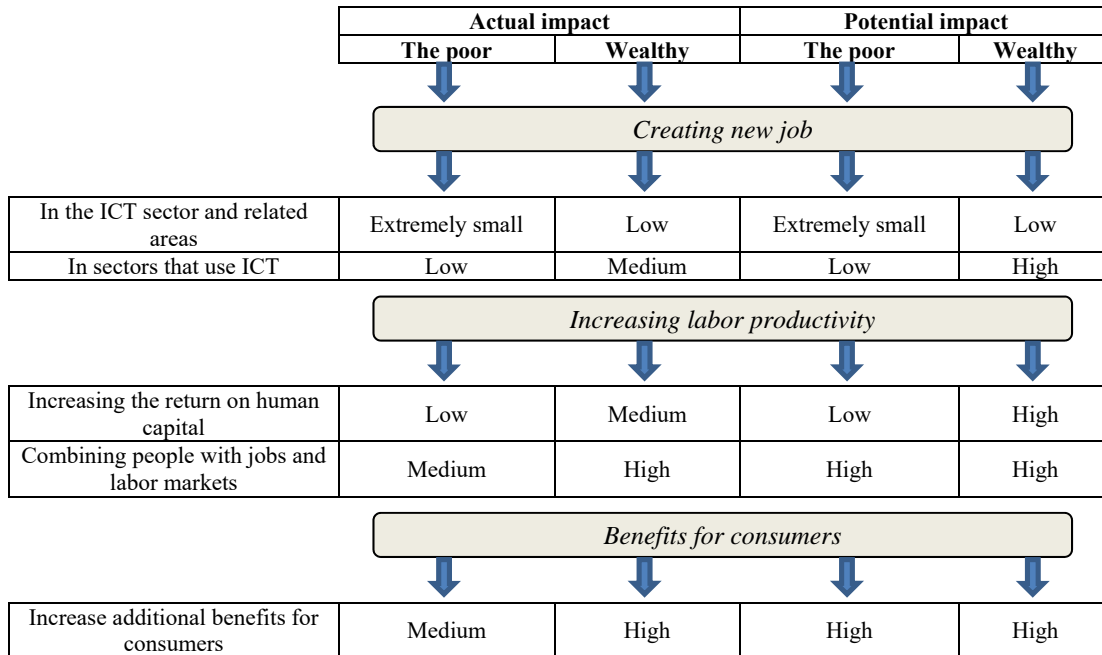 Actual impact Potential impact
The poor Wealthy The poor Wealthy
Creating new job
In the ICT sector and related
areas
Extremely small Low Extremely small Low
In sectors that use ICT Low Medium Low High
Increasing labor productivity
Increasing the return on human
capital
Low Medium Low High
Combining people with jobs and
labor markets
Medium High High High
Benefits for consumers
Increase additional benefits for
consumers
Medium High High High